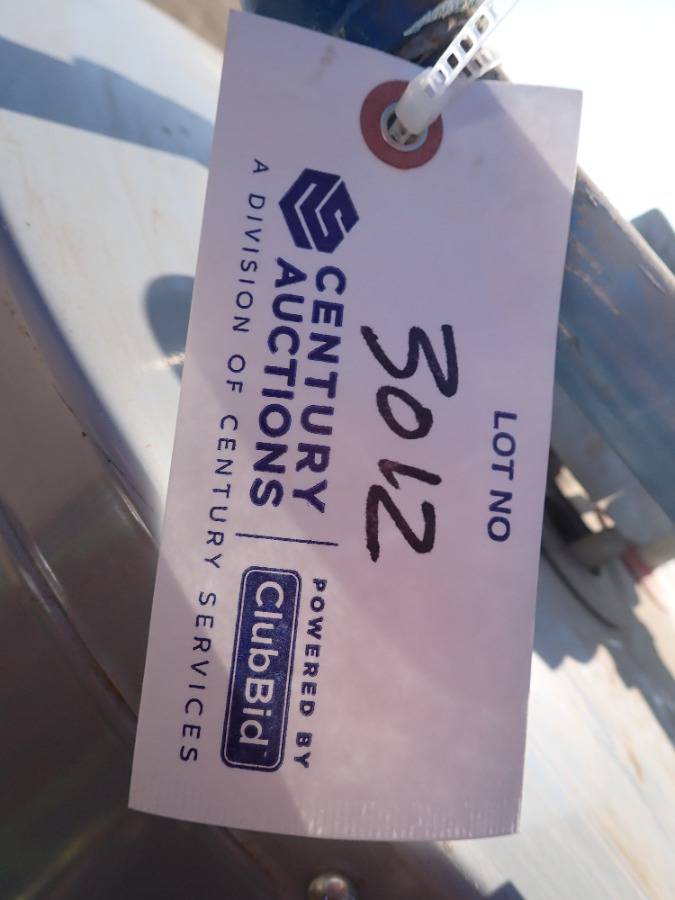 LOT NO
3012
CENTURY
AUCTIONS
POWERED BY
ClubBid
A DIVISION OF CENTURY SERVICES